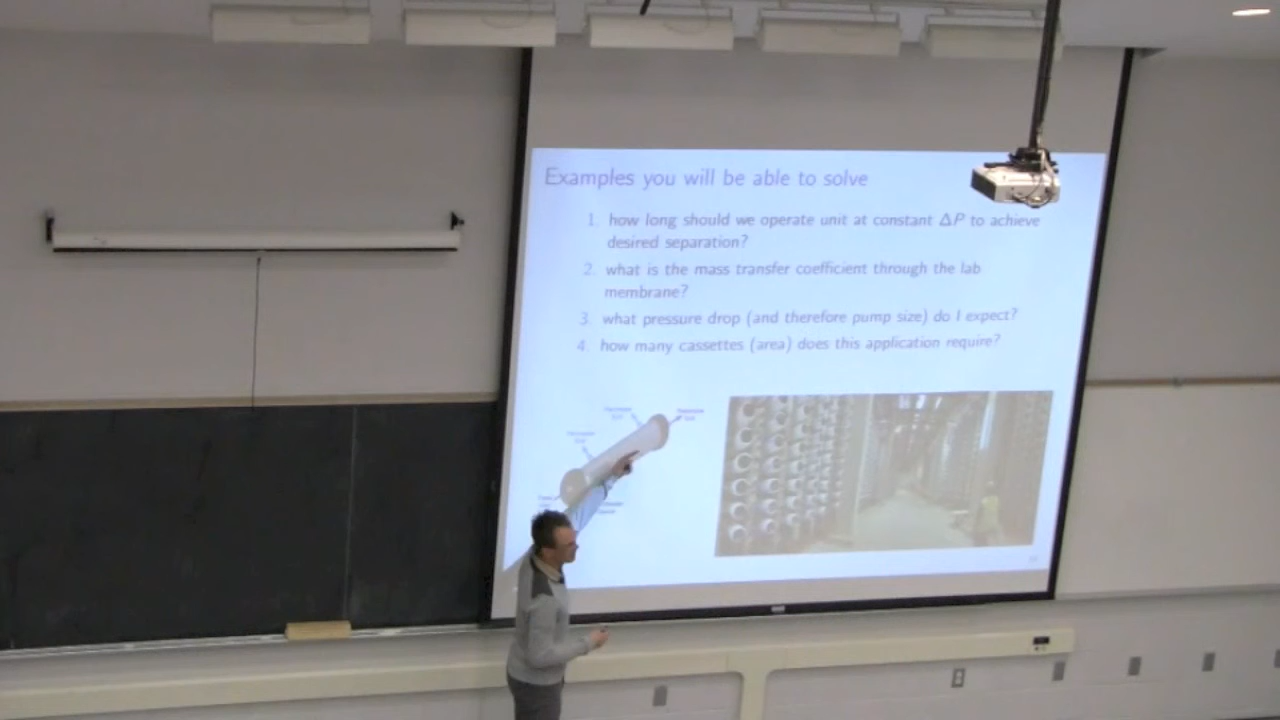 Examples you will be able to solve
1. how long should we operate unit at constant ΔP to achieve
desired separation?
2. what is the mass transfer coefficient through the lab
membrane?
3. what pressure drop (and therefore pump size) do I expect?
4. how many cassettes (area) does this application require?